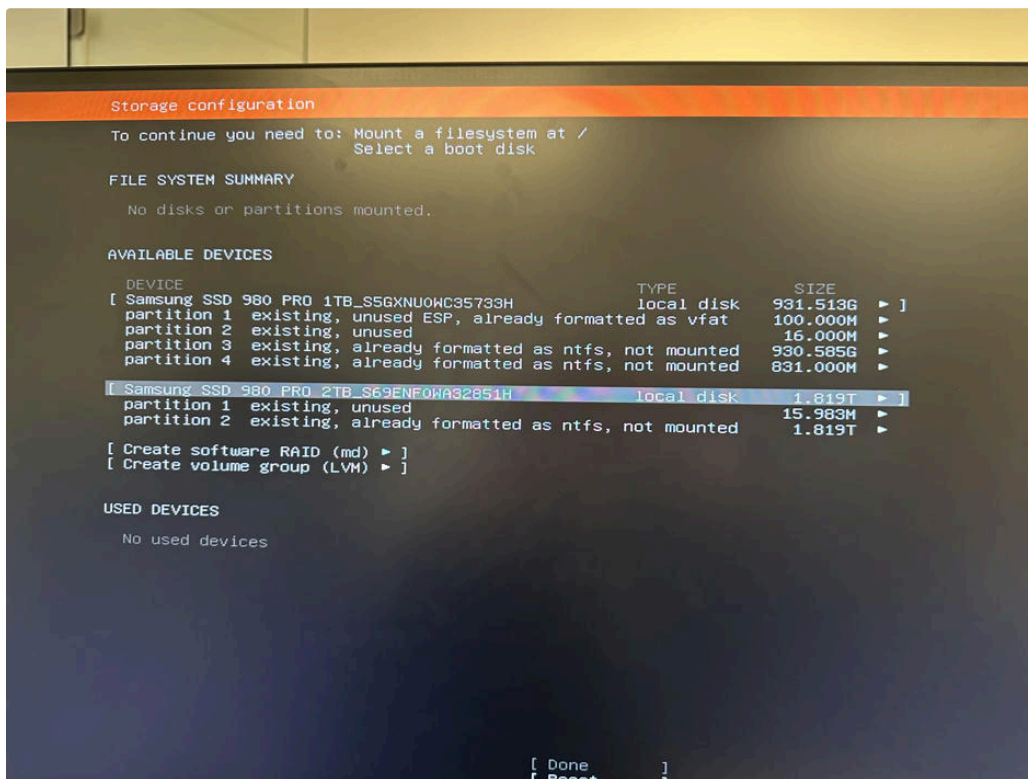 Storage configuration
To continue you need to: Mount a filesystem at /
Select a boot disk
FILE SYSTEM SUMMARY
No disks or partitions mounted.
AVAILABLE DEVICES
DEVICE TYPE SIZE
[ Samsung SSD 980 PRO 1TB_S5GXNU0WC35733H local disk 931.513G ► ]
partition 1 existing, unused ESP, already formatted as vfat 100.000M ►
partition 2 existing, unused 16.000M ►
partition 3 existing, already formatted as ntfs, not mounted 930.585G ►
partition 4 existing, already formatted as ntfs, not mounted 831.000M ►
[ Samsung SSD 980 PRO 2TB_S69ENF0WA32851H local disk 1.819T ► ]
partition 1 existing, unused 15.983M ►
partition 2 existing, already formatted as ntfs, not mounted 1.819T ►
[ Create software RAID (md) ► ]
[ Create volume group (LVM) ► ]
USED DEVICES
No used devices
[ Done ]
[ Reset ]